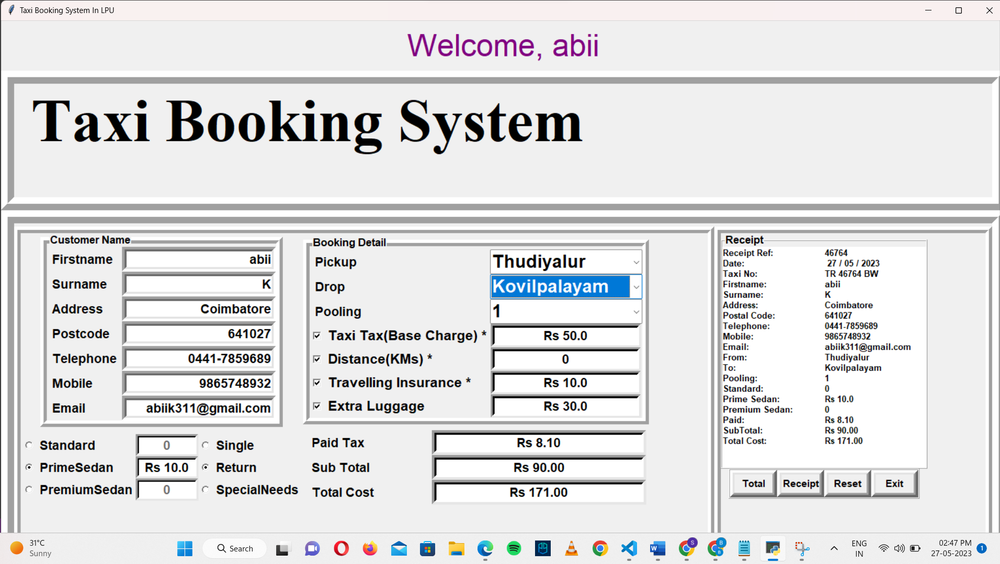 Taxi Booking System In LPU
Welcome, abii
Taxi Booking System
Customer Name
Firstname abii
Surname K
Address Coimbatore
Postcode 641027
Telephone 0441-7859689
Mobile 9865748932
Email abiik311@gmail.com
Booking Detail
Pickup Thudiyalur
Drop Kovilpalayam
Pooling 1
Taxi Tax(Base Charge) * Rs 50.0
Distance(KMs) * 0
Travelling Insurance * Rs 10.0
Extra Luggage Rs 30.0
Standard 0 Single
PrimeSedan Rs 10.0 Return
PremiumSedan 0 SpecialNeeds
Paid Tax Rs 8.10
Sub Total Rs 90.00
Total Cost Rs 171.00
Receipt
Receipt Ref: 46764
Date: 27 / 05 / 2023
Taxi No: TR 46764 BW
Firstname: abii
Surname: K
Address: Coimbatore
Postal Code: 641027
Telephone: 0441-7859689
Mobile: 9865748932
Email: abiik311@gmail.com
From: Thudiyalur
To: Kovilpalayam
Pooling: 1
Standard: 0
Prime Sedan: Rs 10.0
Premium Sedan: 0
Paid: Rs 8.10
SubTotal: Rs 90.00
Total Cost: Rs 171.00
Total Receipt Reset Exit
31°C
Sunny
Search
S
B
B
W
ENG
IN
02:47 PM
27-05-2023
1